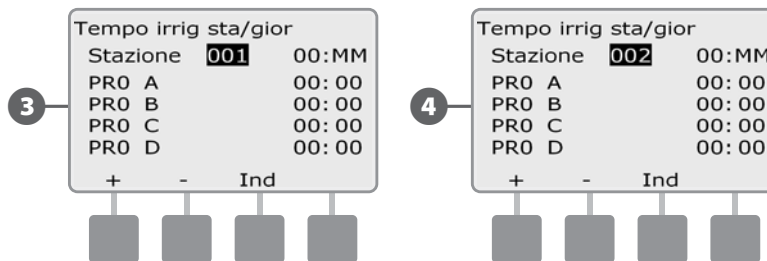 3
Tempo irrig sta/gior
Stazione 001 00:MM
PR0 A 00:00
PR0 B 00:00
PR0 C 00:00
PR0 D 00:00
+ - Ind
4
Tempo irrig sta/gior
Stazione 002 00:MM
PR0 A 00:00
PR0 B 00:00
PR0 C 00:00
PR0 D 00:00
+ - Ind